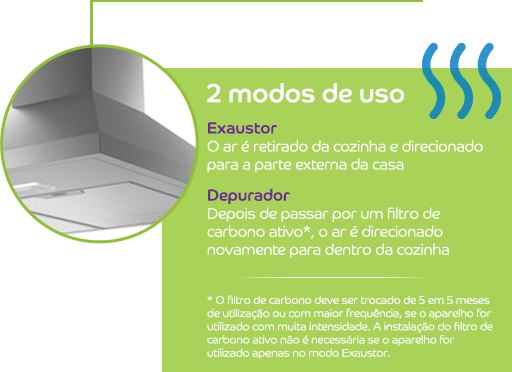 2 modos de uso
Exaustor
O ar é retirado da cozinha e direcionado
para a parte externa da casa
Depurador
Depois de passar por um filtro de
carbono ativo*, o ar é direcionado
novamente para dentro da cozinha
* O filtro de carbono deve ser trocado de 5 em 5 meses
de utilização ou com maior frequência, se o aparelho for
utilizado com muita intensidade. A instalação do filtro de
carbono ativo não é necessária se o aparelho for
utilizado apenas no modo Exaustor.